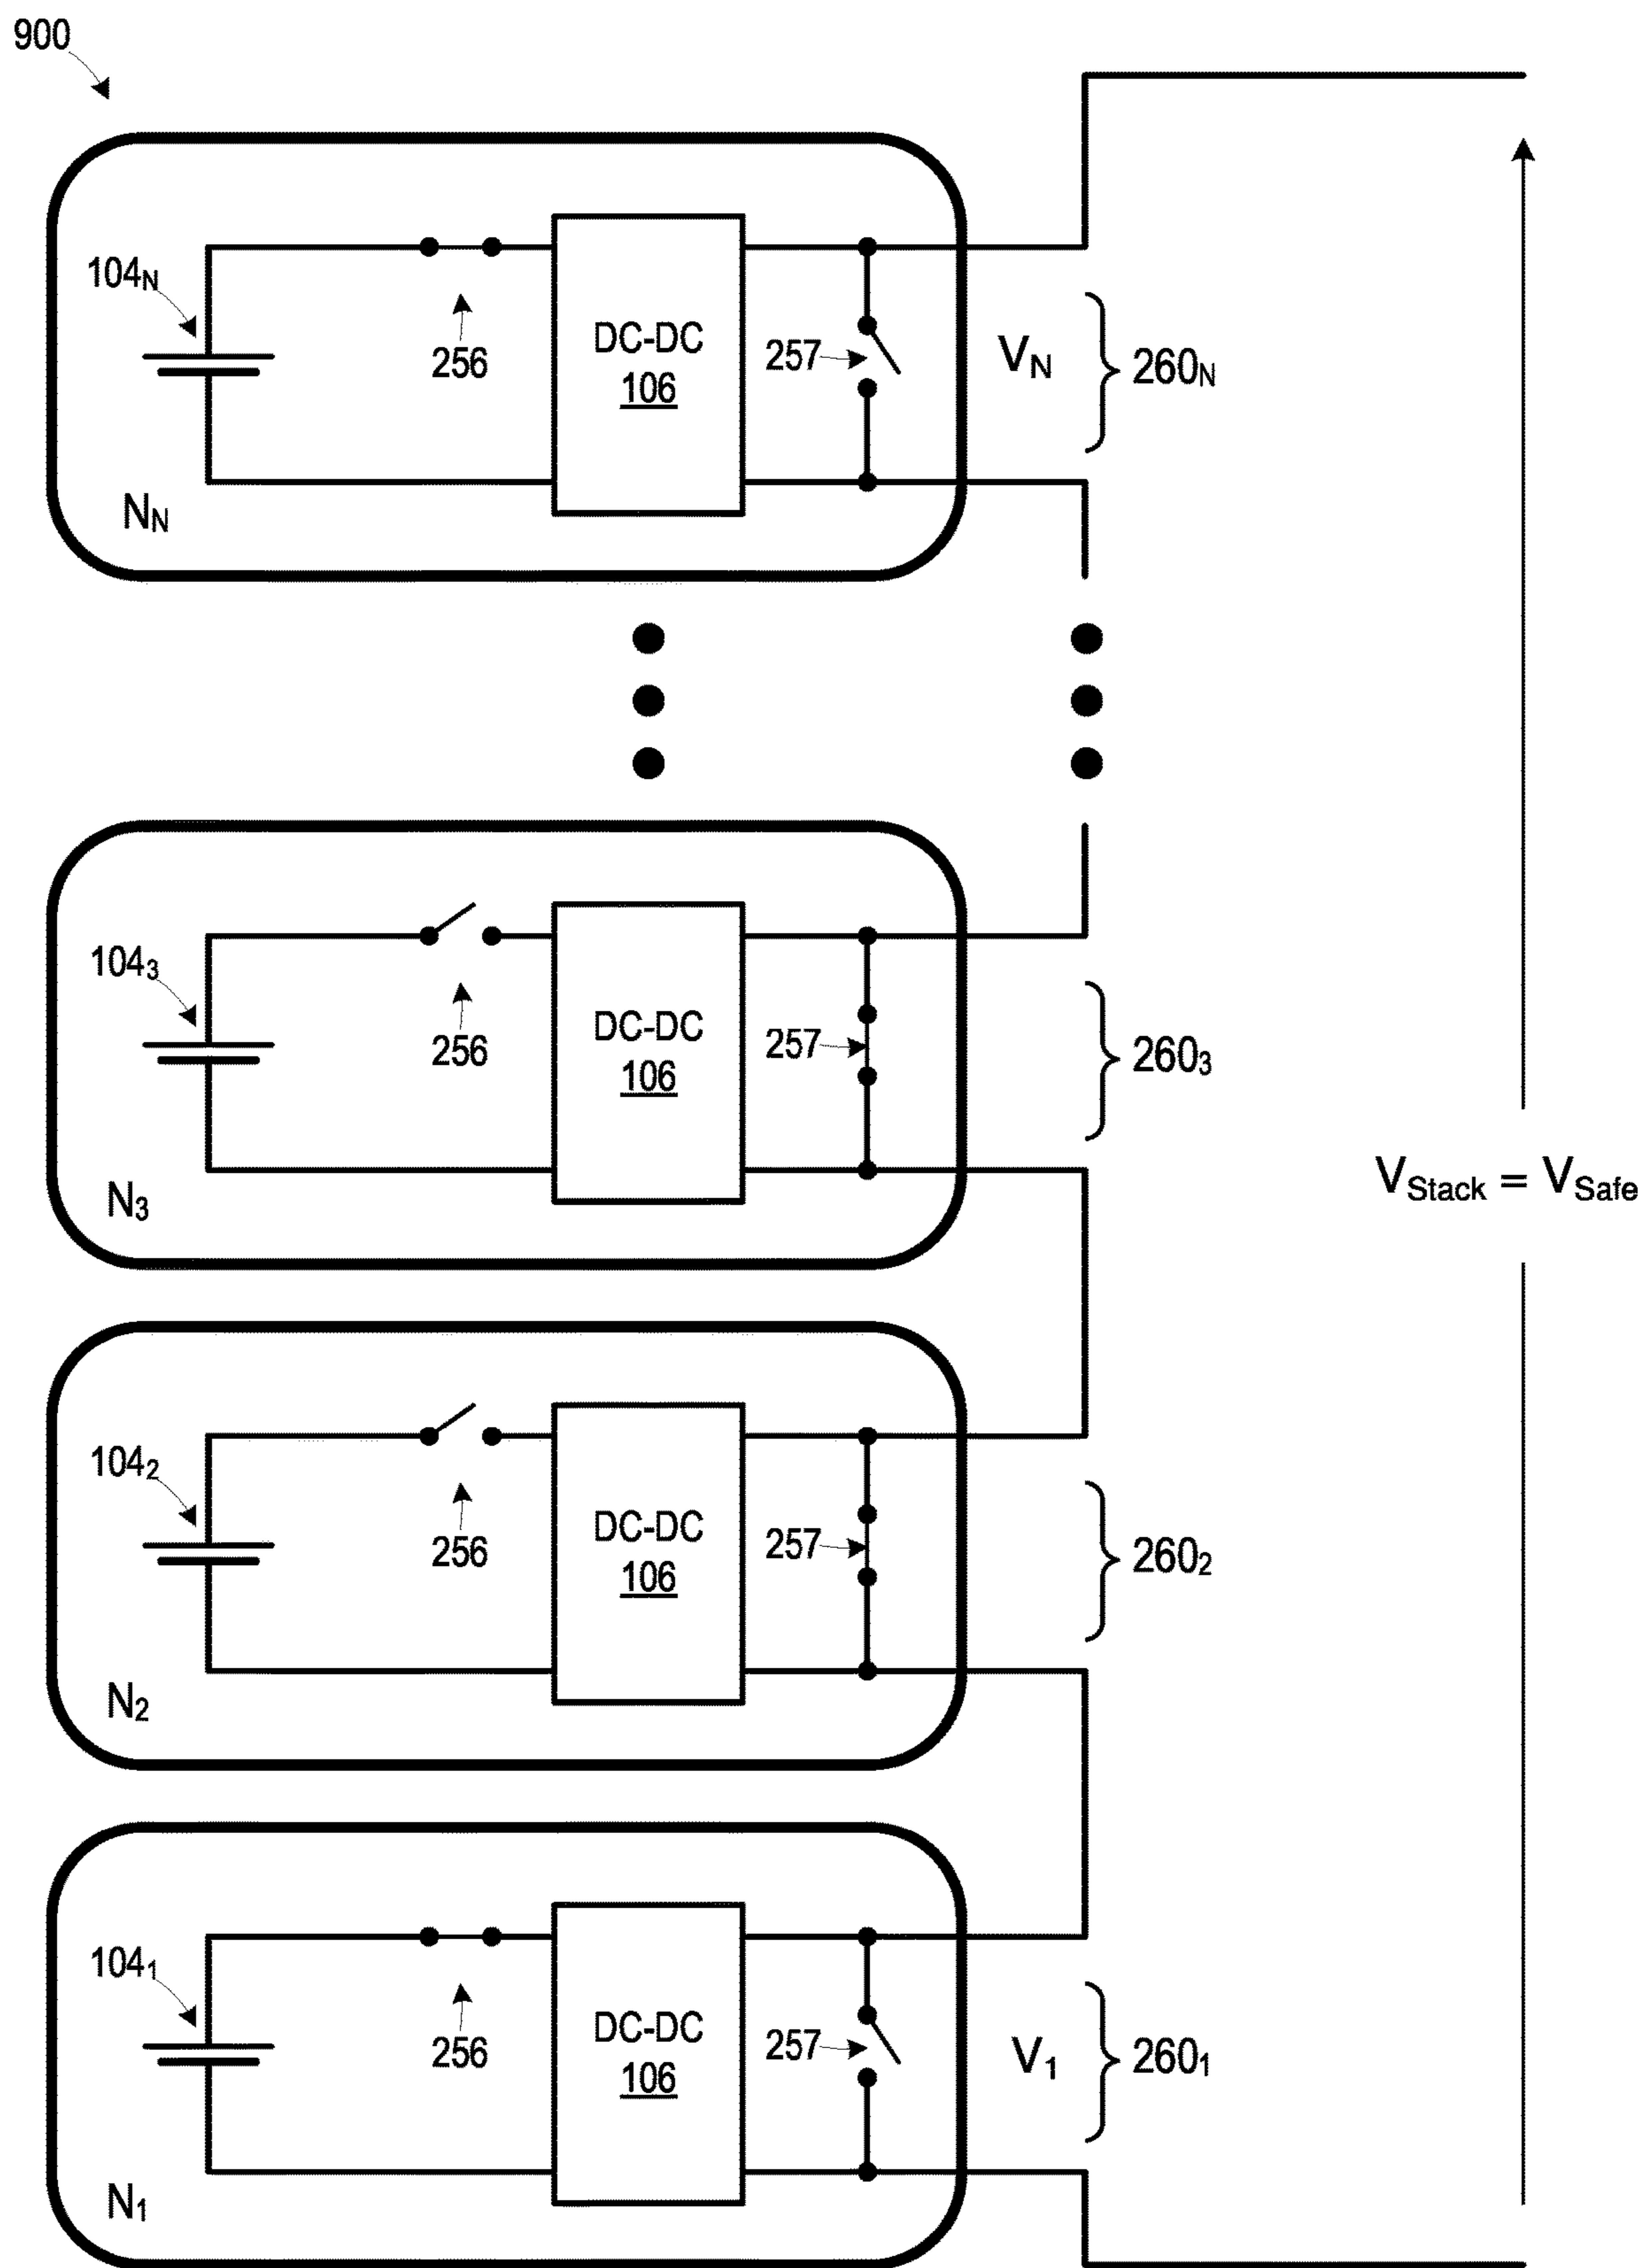 900
104N
256
DC-DC
106
257
VN
260N
NN
1043
256
DC-DC
106
257
2603
VStack = VSafe
N3
1042
256
DC-DC
106
257
2602
N2
1041
256
DC-DC
106
257
V1
2601
N1